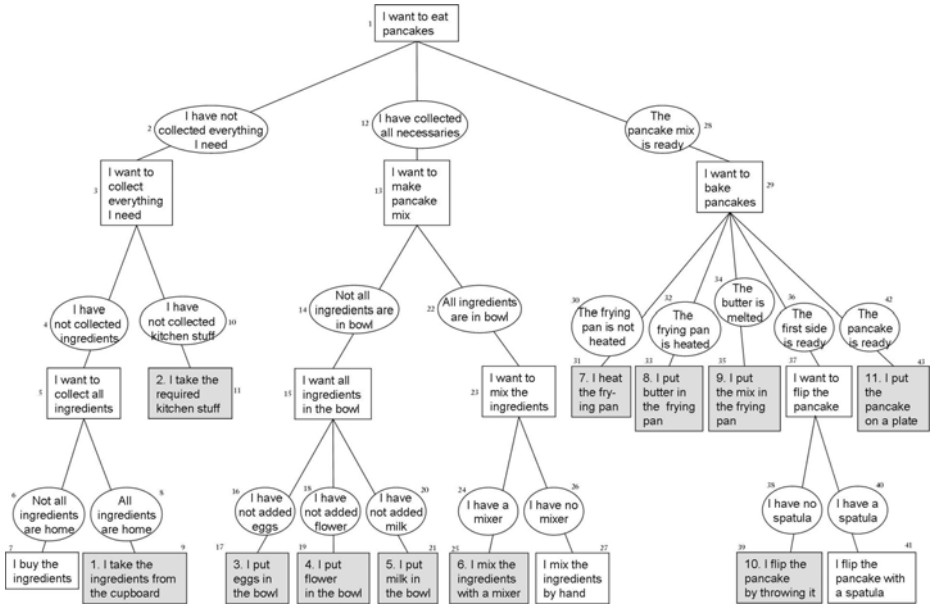 1
I want to eat
pancakes
2
I have not
collected everything
I need
12
I have collected
all necessaries
The
pancake mix
is ready
28
3
I want to
collect
everything
I need
13
I want to
make
pancake
mix
I want to
bake
pancakes
29
4
I have
not collected
ingredients
I have
not collected
kitchen stuff
10
14
Not all
ingredients are
in bowl
22
All ingredients
are in bowl
30
The frying
pan is not
heated
32
The
frying pan
is heated
34
The
butter is
melted
36
The
first side
is ready
42
The
pancake
is ready
5
I want to
collect all
ingredients
2. I take the
required
kitchen stuff
11
15
I want all
ingredients
in the bowl
23
I want to
mix the
ingredients
31
7. I heat
the fry-
ing pan
33
8. I put
butter in
the frying
pan
35
9. I put
the mix in
the frying
pan
37
I want to
flip the
pancake
43
11. I put
the
pancake
on a plate
6
Not all
ingredients
are home
8
All
ingredients
are home
16
I have
not added
eggs
18
I have
not added
flower
20
I have
not added
milk
24
I have a
mixer
26
I have no
mixer
38
I have no
spatula
40
I have a
spatula
7
I buy the
ingredients
1. I take the
ingredients from
the cupboard
9
17
3. I put
eggs in
the bowl
19
4. I put
flower
in the bowl
21
5. I put
milk in
the bowl
25
6. I mix the
ingredients
with a mixer
27
I mix the
ingredients
by hand
39
10. I flip the
pancake
by throwing it
41
I flip the
pancake with
a spatula